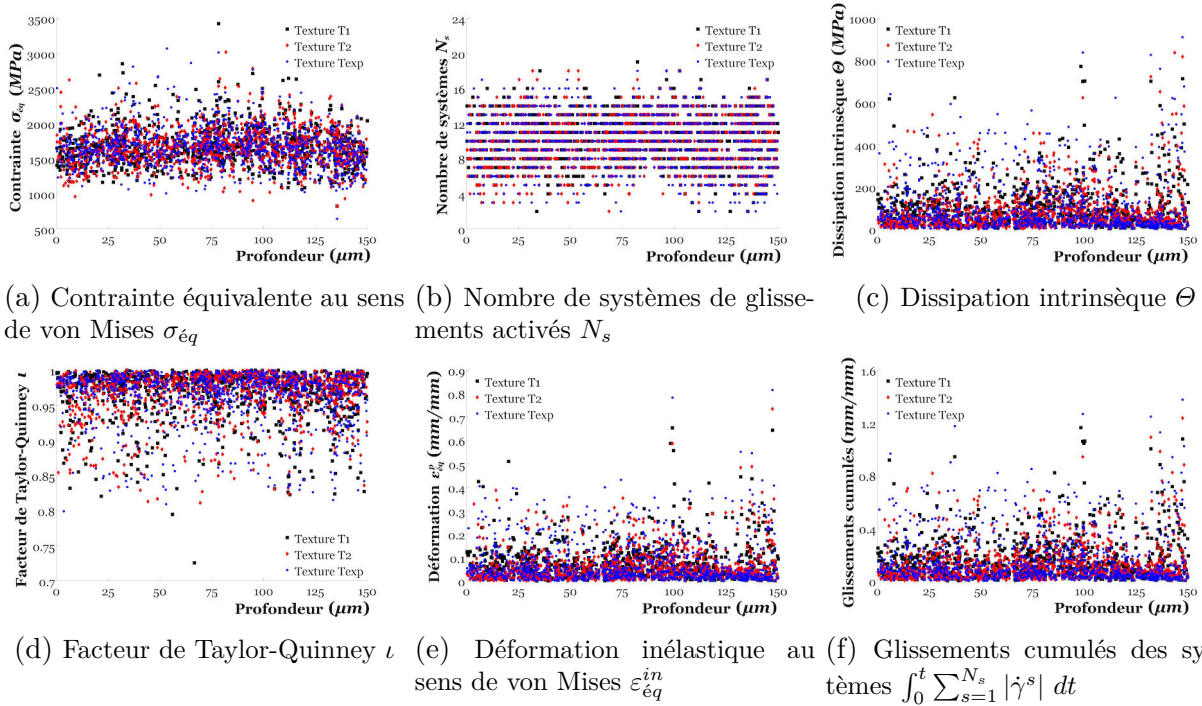 Contrainte σéq (MPa)
3500
3000
2500
2000
1500
1000
500
0 25 50 75 100 125 150
Profondeur (μm)
Texture T1
Texture T2
Texture Texp
(a) Contrainte équivalente au sens
de von Mises σéq
Nombre de systèmes Ns
24
20
16
12
8
4
0
0 25 50 75 100 125 150
Profondeur (μm)
Texture T1
Texture T2
Texture Texp
(b) Nombre de systèmes de glisse-
ments activés Ns
Dissipation intrinsèque Θ (MPa)
1000
800
600
400
200
0
0 25 50 75 100 125 150
Profondeur (μm)
Texture T1
Texture T2
Texture Texp
(c) Dissipation intrinsèque Θ
Facteur de Taylor-Quinney ι
1
0.95
0.9
0.85
0.8
0.75
0.7
0 25 50 75 100 125 150
Profondeur (μm)
Texture T1
Texture T2
Texture Texp
(d) Facteur de Taylor-Quinney ι
Déformation ε^p_éq (mm/mm)
0.9
0.8
0.7
0.6
0.5
0.4
0.3
0.2
0.1
0
0 25 50 75 100 125 150
Profondeur (μm)
Texture T1
Texture T2
Texture Texp
(e) Déformation inélastique au
sens de von Mises ε^in_éq
Glissements cumulés (mm/mm)
1.6
1.2
0.8
0.4
0
0 25 50 75 100 125 150
Profondeur (μm)
Texture T1
Texture T2
Texture Texp
(f) Glissements cumulés des sy
tèmes ∫_0^t ∑_{s=1}^{Ns} |γ̇^s| dt